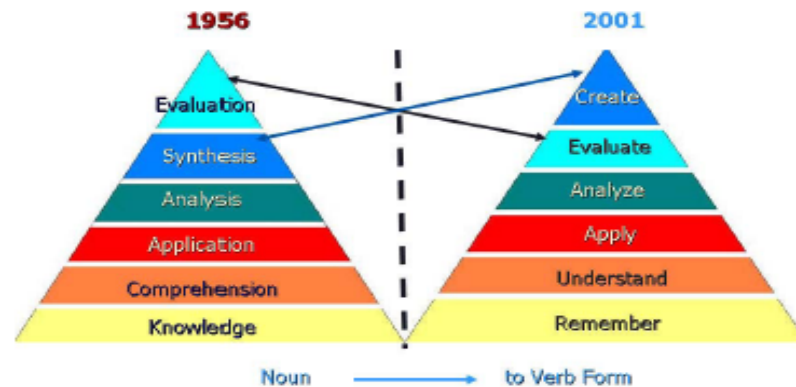 1956
2001
Evaluation
Synthesis
Analysis
Application
Comprehension
Knowledge
Create
Evaluate
Analyze
Apply
Understand
Remember
Noun to Verb Form